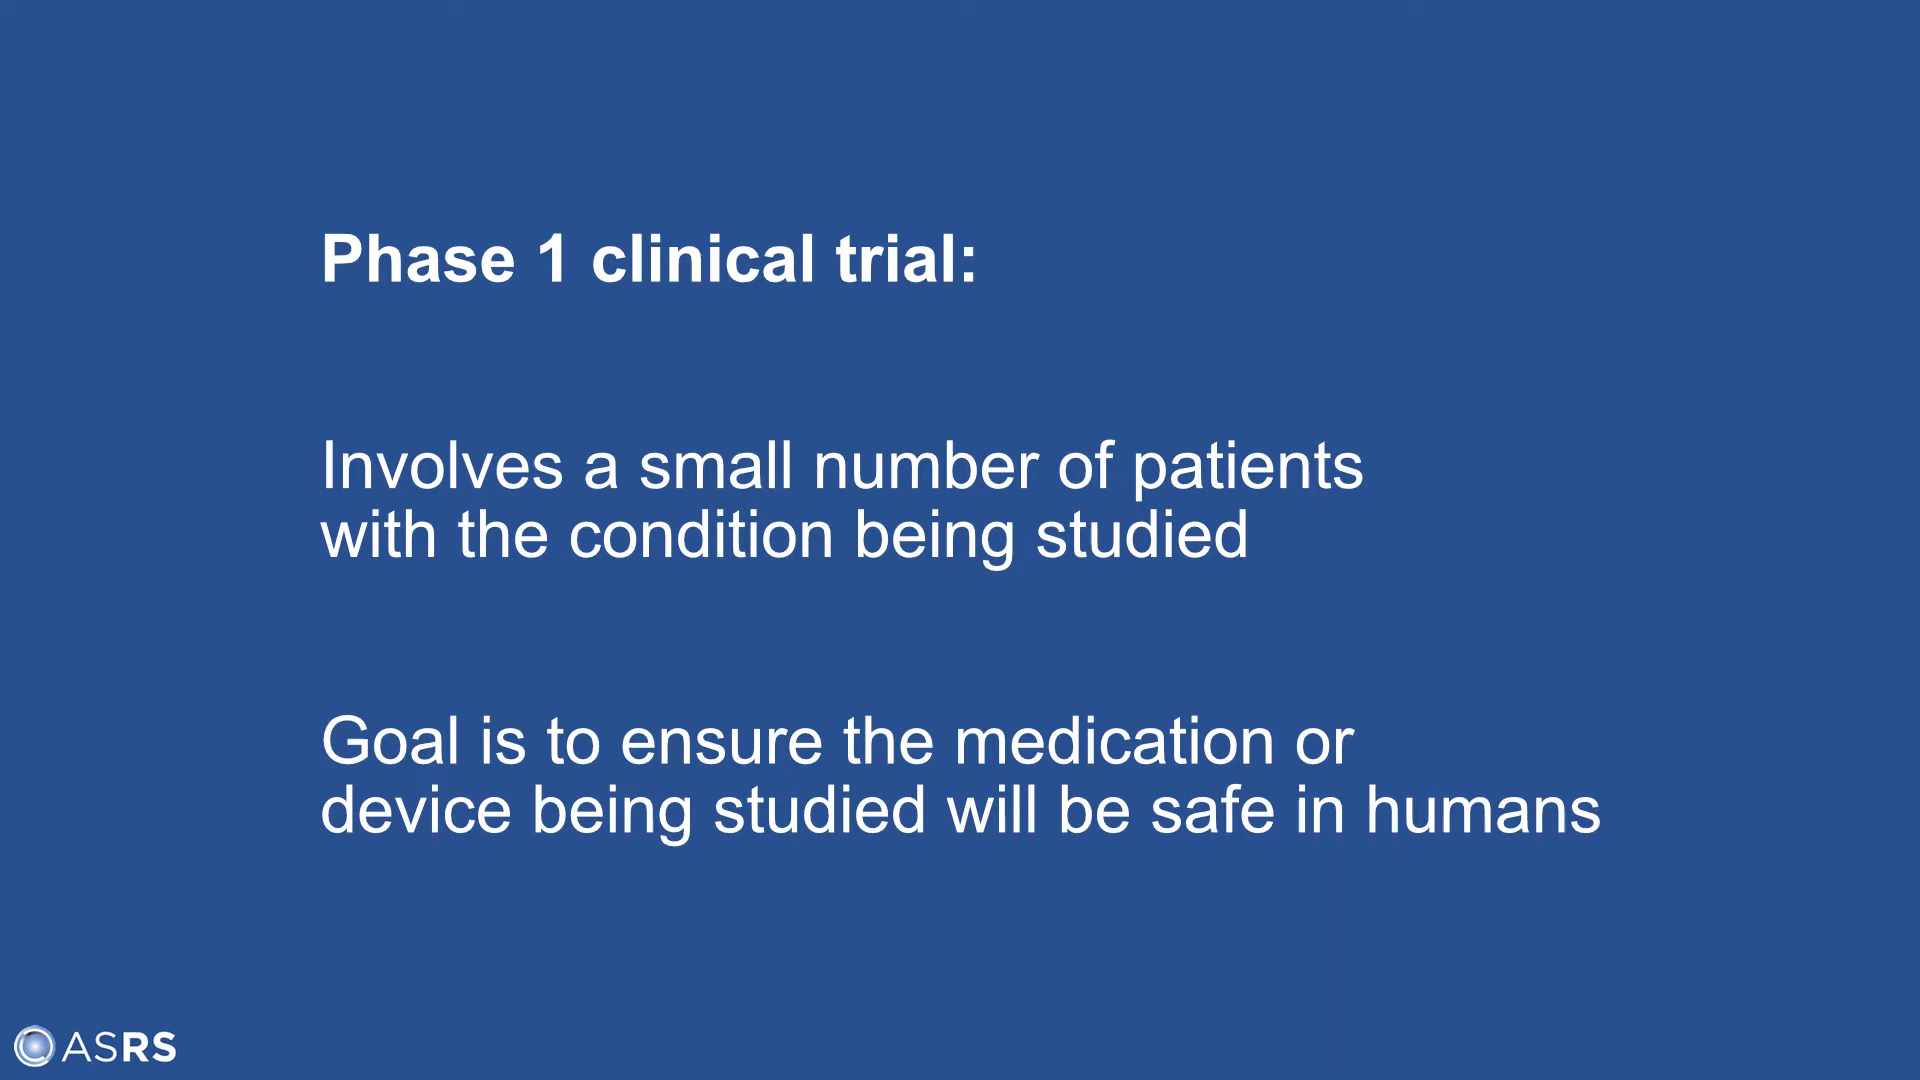 Phase 1 clinical trial:
Involves a small number of patients
with the condition being studied
Goal is to ensure the medication or
device being studied will be safe in humans
ASRS